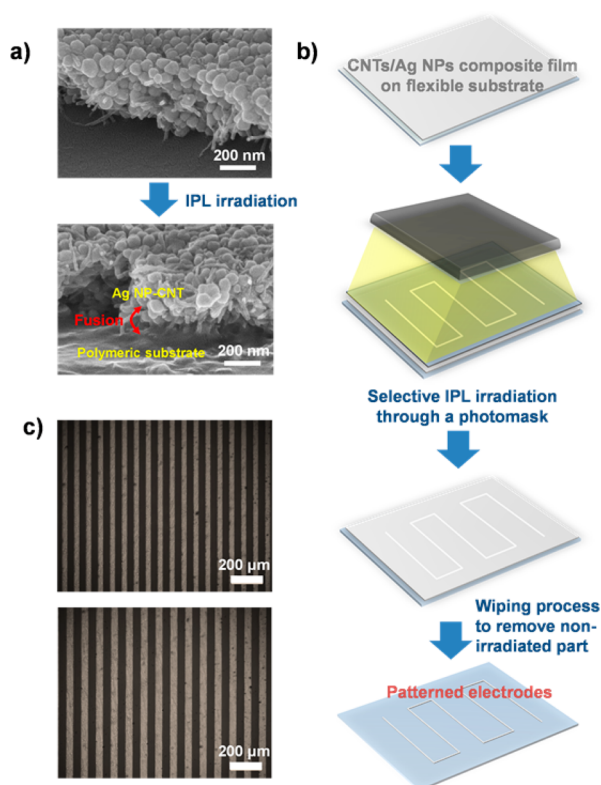 a)
200 nm
IPL irradiation
Ag NP-CNT
Fusion
Polymeric substrate
200 nm
b)
CNTs/Ag NPs composite film
on flexible substrate
Selective IPL irradiation
through a photomask
Wiping process
to remove non-
irradiated part
Patterned electrodes
c)
200 µm
200 µm